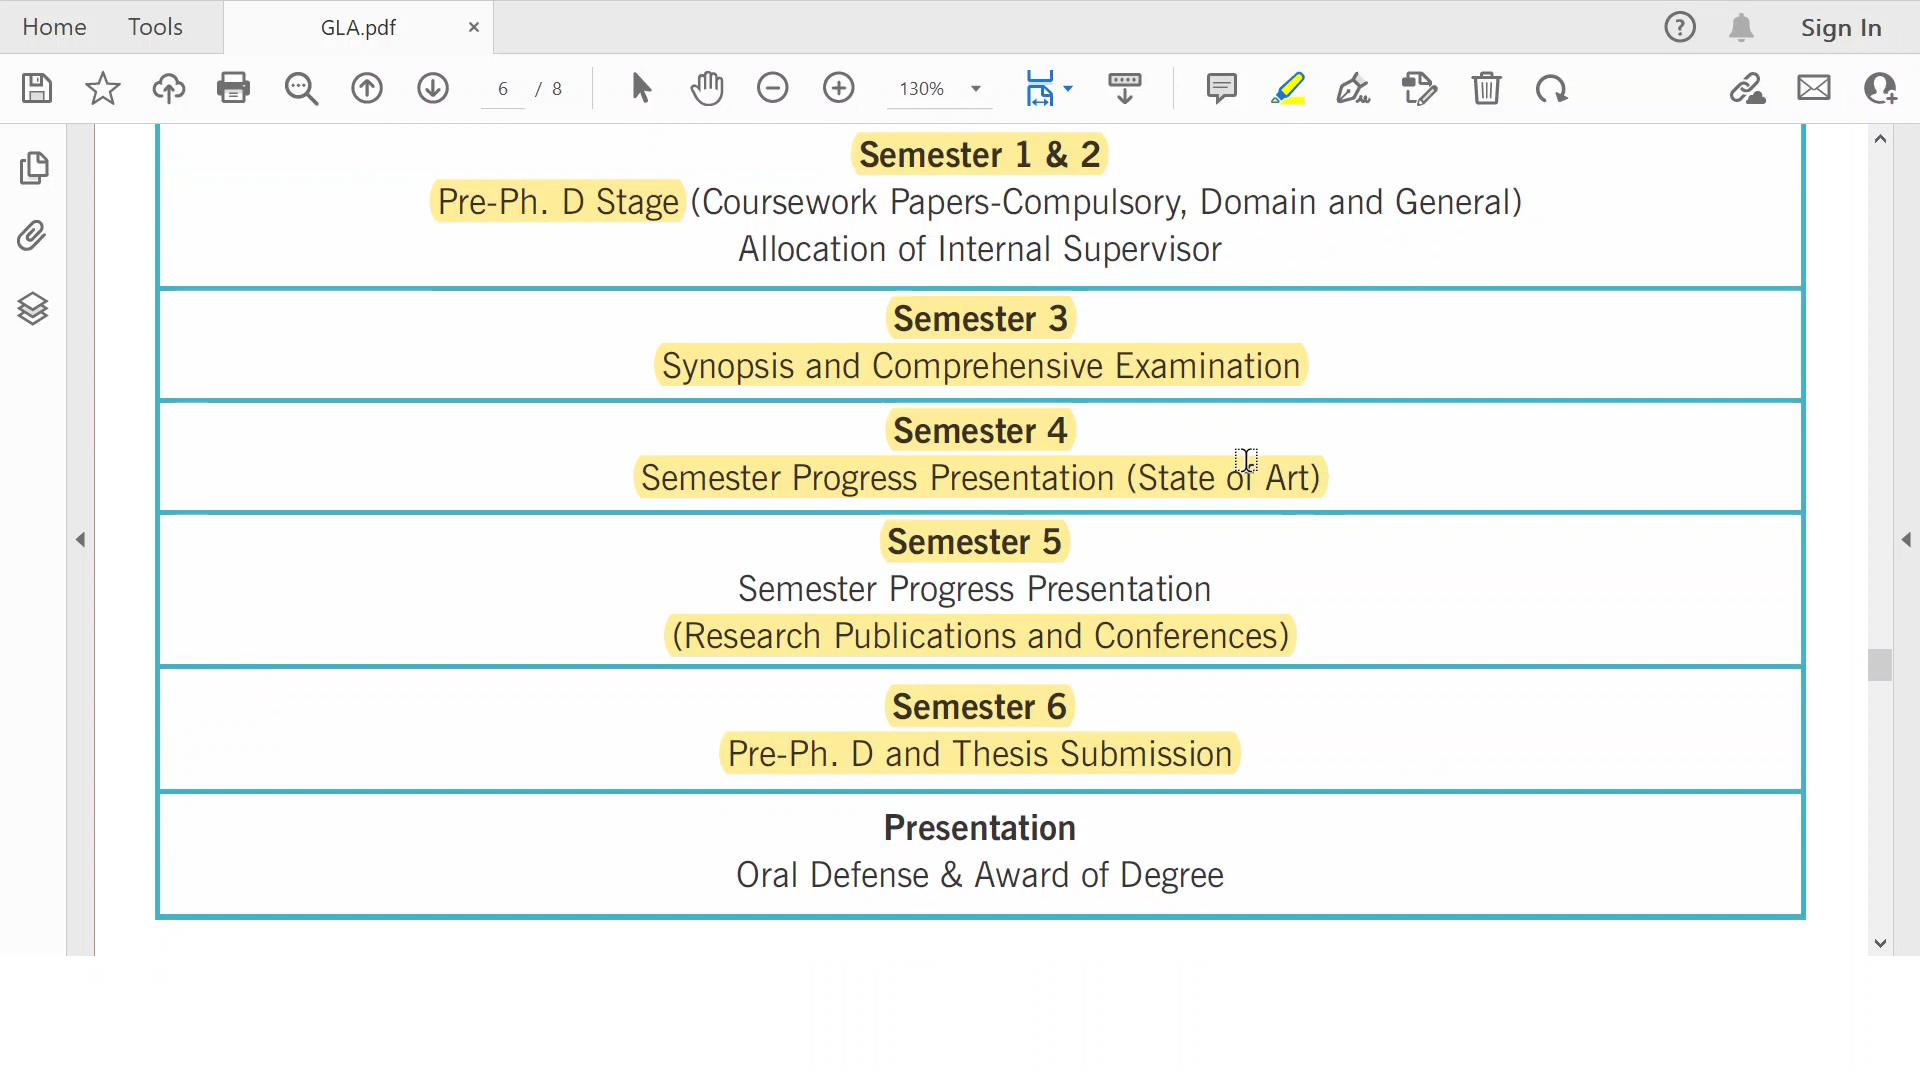 Home Tools GLA.pdf × Sign In
6 / 8 130%
Semester 1 & 2
Pre-Ph. D Stage (Coursework Papers-Compulsory, Domain and General)
Allocation of Internal Supervisor
Semester 3
Synopsis and Comprehensive Examination
Semester 4
Semester Progress Presentation (State of Art)
Semester 5
Semester Progress Presentation
(Research Publications and Conferences)
Semester 6
Pre-Ph. D and Thesis Submission
Presentation
Oral Defense & Award of Degree